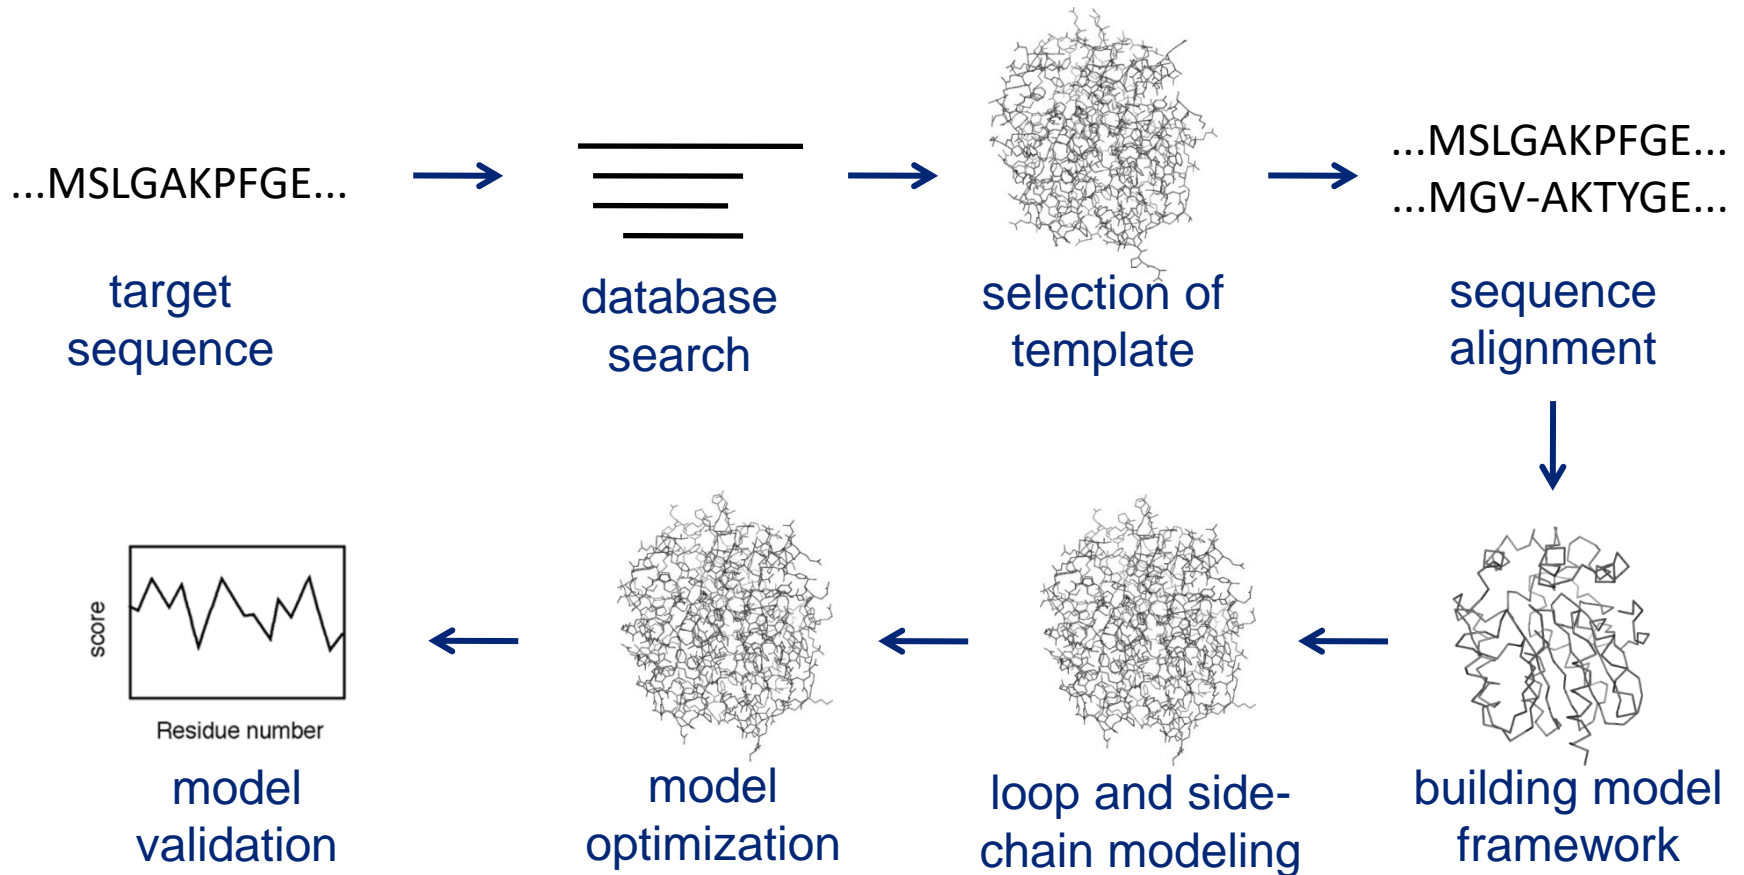 ...MSLGAKPFGE...
target
sequence
database
search
selection of
template
...MSLGAKPFGE...
...MGV-AKTYGE...
sequence
alignment
building model
framework
loop and side-
chain modeling
model
optimization
score
Residue number
model
validation